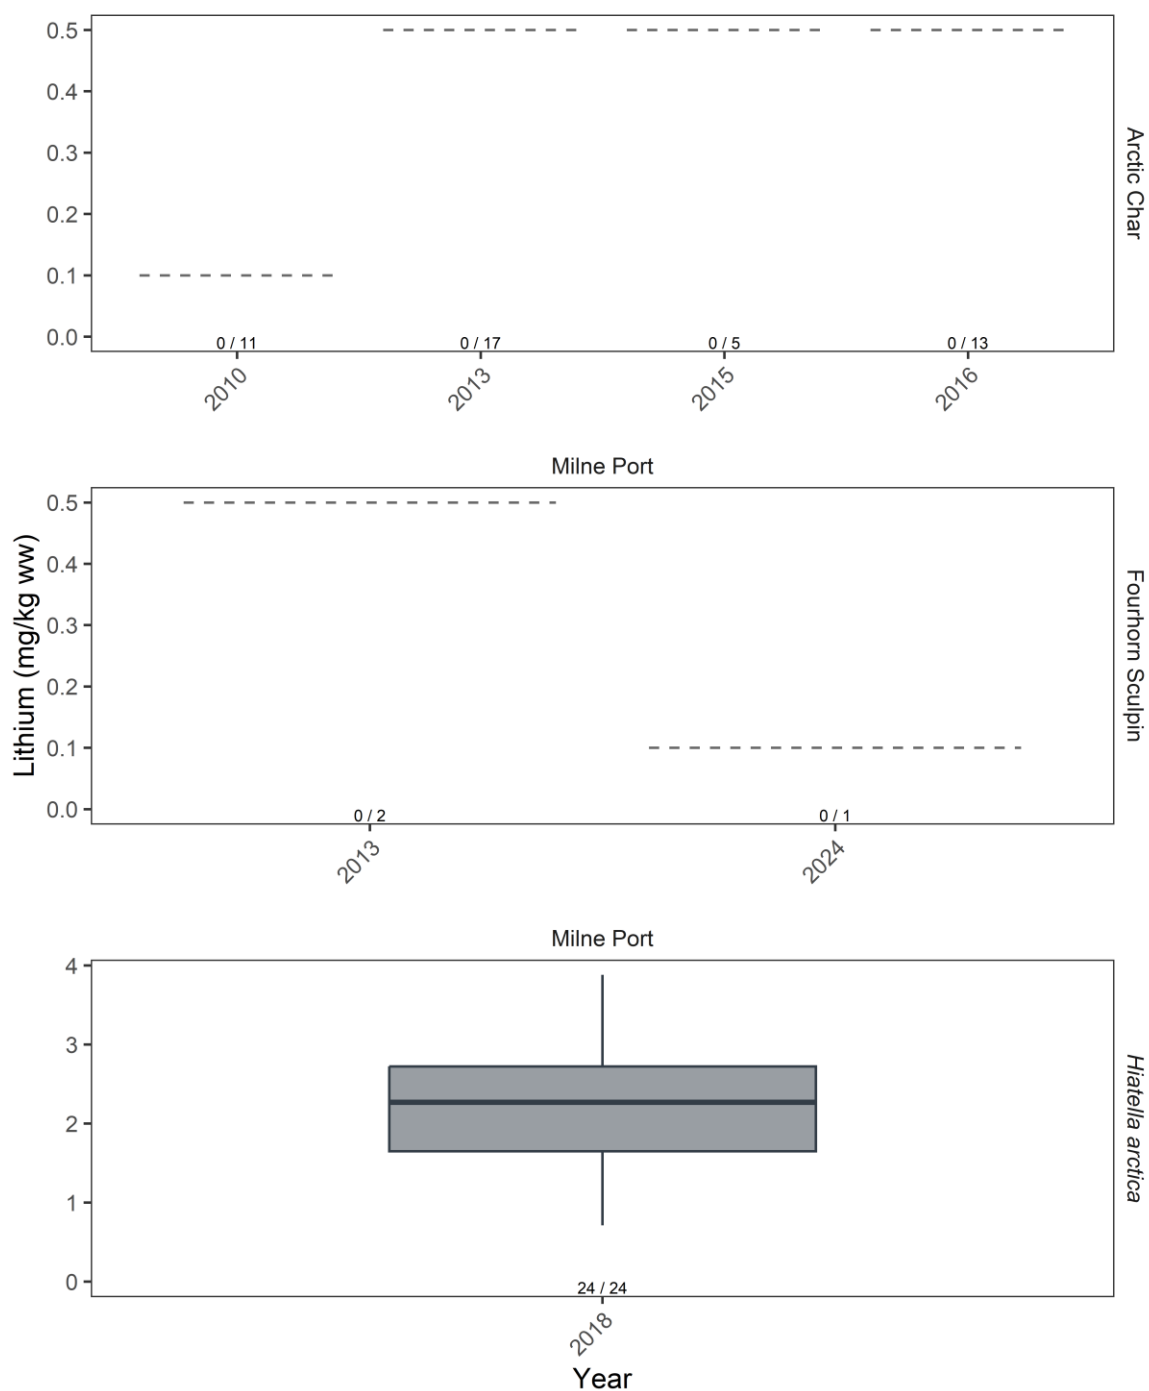 0.5
0.4
0.3
0.2
0.1
0.0
0 / 11
0 / 17
0 / 5
0 / 13
2010
2013
2015
2016
Arctic Char
Milne Port
Lithium (mg/kg ww)
0.5
0.4
0.3
0.2
0.1
0.0
0 / 2
0 / 1
2013
2024
Fourhorn Sculpin
Milne Port
4
3
2
1
0
24 / 24
2018
Hiatella arctica
Year